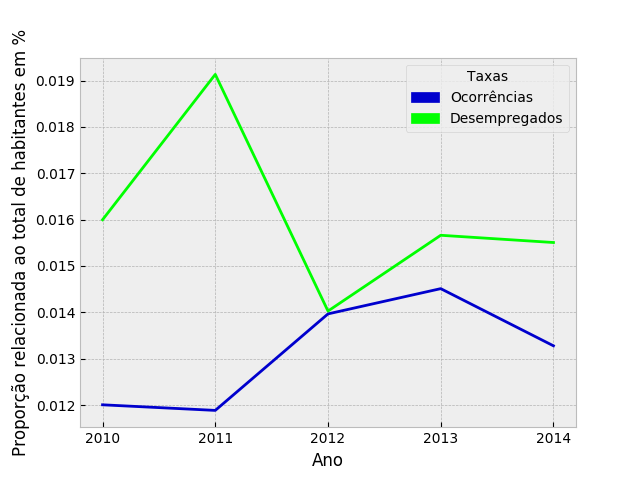 Proporção relacionada ao total de habitantes em %
0.019
0.018
0.017
0.016
0.015
0.014
0.013
0.012
Taxas
Ocorrências
Desempregados
2010 2011 2012 2013 2014
Ano